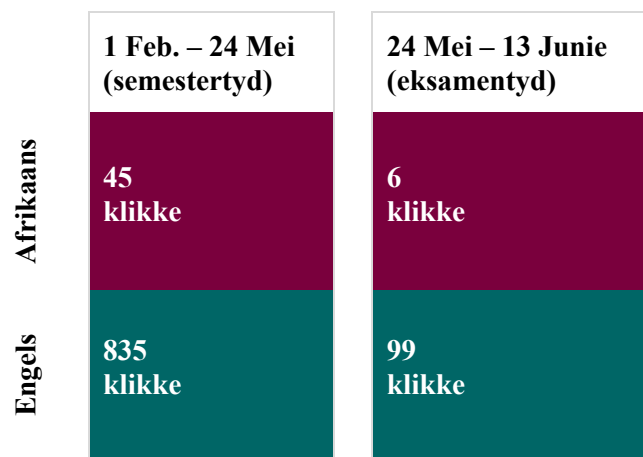 1 Feb. – 24 Mei
(semestertyd)
24 Mei – 13 Junie
(eksamentyd)
Afrikaans
45
klikke
6
klikke
Engels
835
klikke
99
klikke